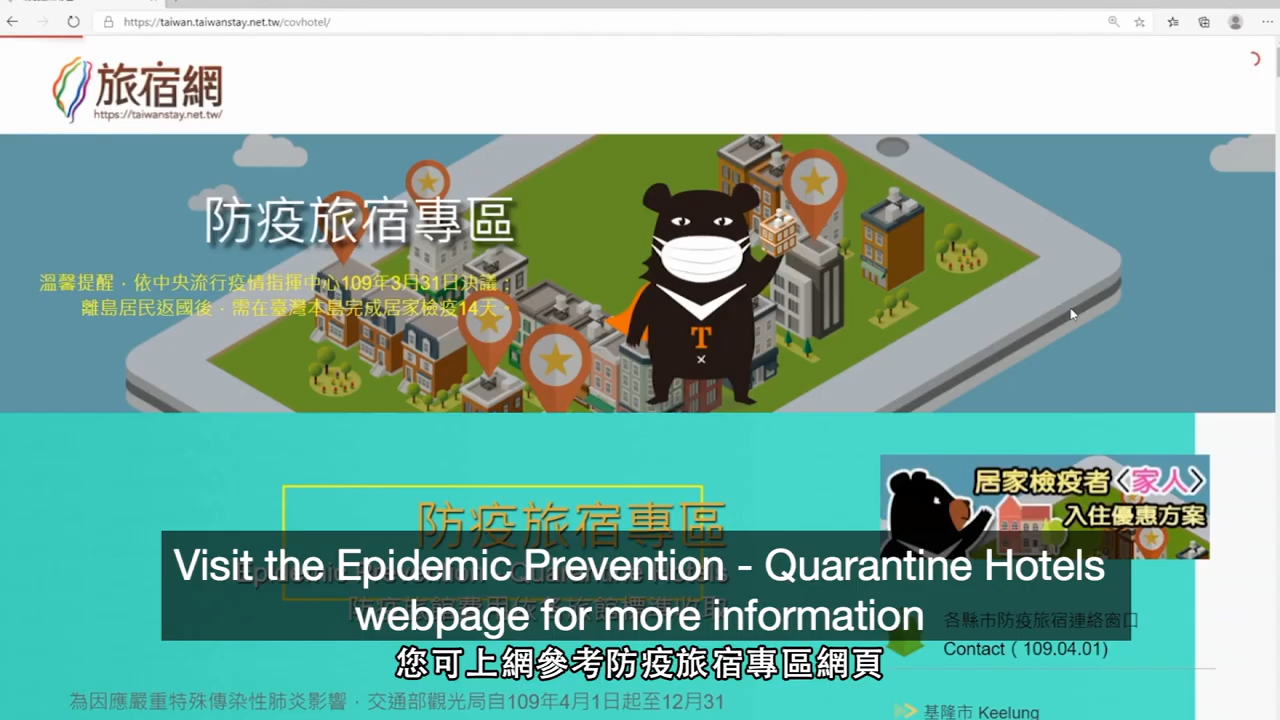 https://taiwan.taiwanstay.net.tw/covhotel/
旅宿網
https://taiwanstay.net.tw/
防疫旅宿專區
溫馨提醒，依中央流行疫情指揮中心109年3月31日決議：
離島居民返國後，需在臺灣本島完成居家檢疫14天。
T
×
居家檢疫者〈家人〉
入住優惠方案
防疫旅宿專區
Epidemic Prevention - Quarantine Hotels
Visit the Epidemic Prevention - Quarantine Hotels
webpage for more information
各縣市防疫旅宿連絡窗口
Contact ( 109.04.01)
您可上網參考防疫旅宿專區網頁
為因應嚴重特殊傳染性肺炎影響，交通部觀光局自109年4月1日起至12月31
基隆市 Keelung